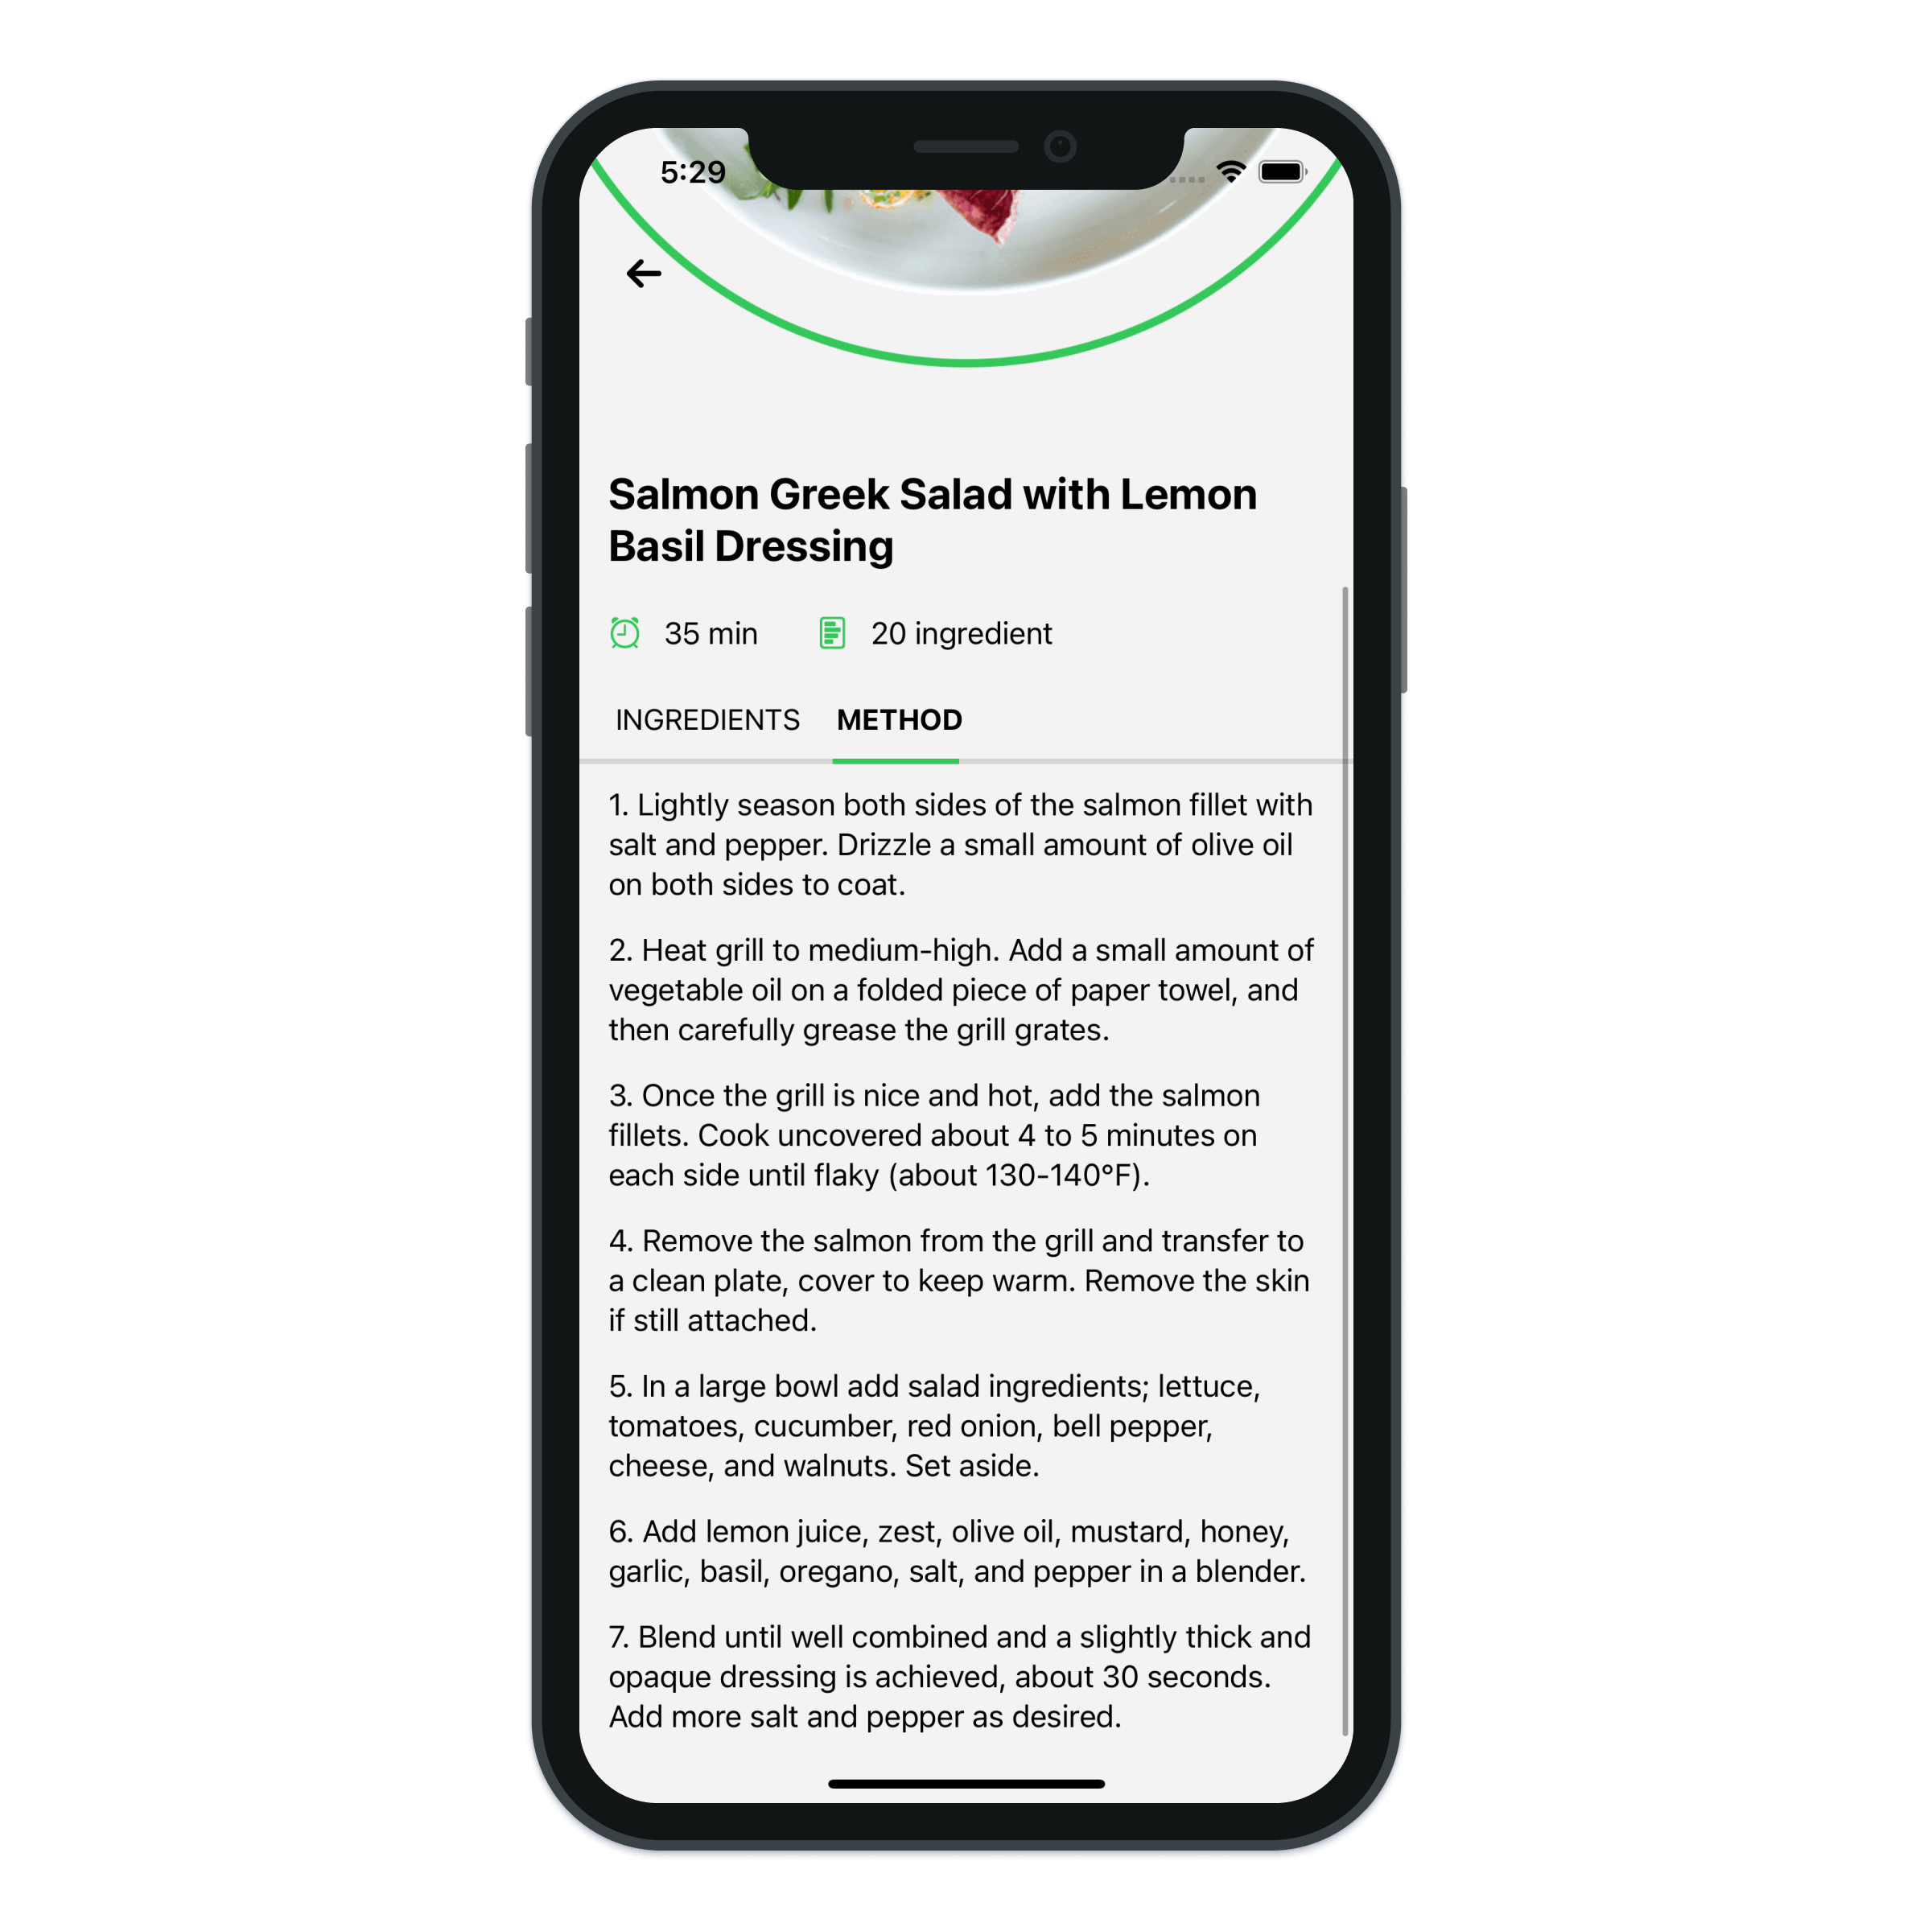 5:29
Salmon Greek Salad with Lemon
Basil Dressing
35 min 20 ingredient
INGREDIENTS METHOD
1. Lightly season both sides of the salmon fillet with
salt and pepper. Drizzle a small amount of olive oil
on both sides to coat.
2. Heat grill to medium-high. Add a small amount of
vegetable oil on a folded piece of paper towel, and
then carefully grease the grill grates.
3. Once the grill is nice and hot, add the salmon
fillets. Cook uncovered about 4 to 5 minutes on
each side until flaky (about 130-140°F).
4. Remove the salmon from the grill and transfer to
a clean plate, cover to keep warm. Remove the skin
if still attached.
5. In a large bowl add salad ingredients; lettuce,
tomatoes, cucumber, red onion, bell pepper,
cheese, and walnuts. Set aside.
6. Add lemon juice, zest, olive oil, mustard, honey,
garlic, basil, oregano, salt, and pepper in a blender.
7. Blend until well combined and a slightly thick and
opaque dressing is achieved, about 30 seconds.
Add more salt and pepper as desired.